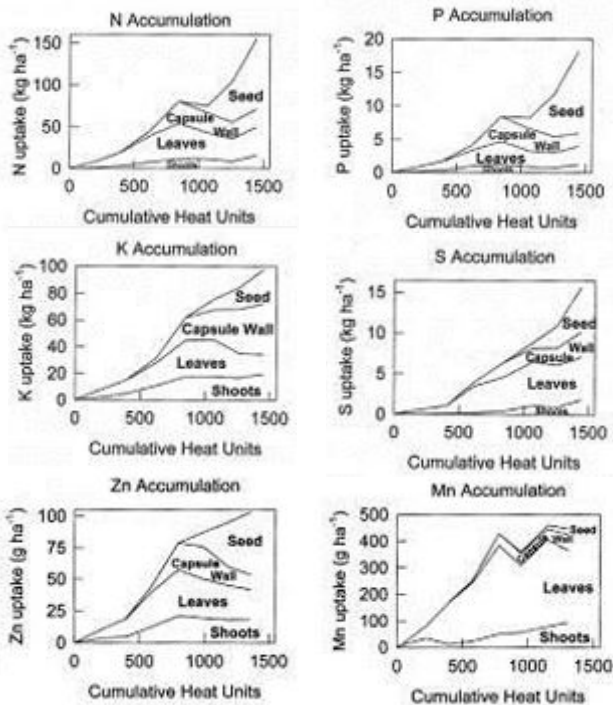 N Accumulation
150
100
50
0
N uptake (kg ha⁻¹)
Seed
Capsule
Wall
Leaves
Shoots
0 500 1000 1500
Cumulative Heat Units
P Accumulation
20
15
10
5
0
P uptake (kg ha⁻¹)
Seed
Capsule
Wall
Leaves
Shoots
0 500 1000 1500
Cumulative Heat Units
K Accumulation
100
80
60
40
20
0
K uptake (kg ha⁻¹)
Seed
Capsule Wall
Leaves
Shoots
0 500 1000 1500
Cumulative Heat Units
S Accumulation
15
10
5
0
S uptake (kg ha⁻¹)
Seed
Wall
Capsule
Leaves
Shoots
0 500 1000 1500
Cumulative Heat Units
Zn Accumulation
100
75
50
25
0
Zn uptake (g ha⁻¹)
Seed
Capsule
Wall
Leaves
Shoots
0 500 1000 1500
Cumulative Heat Units
Mn Accumulation
500
400
300
200
100
0
Mn uptake (g ha⁻¹)
Seed
Capsule Wall
Leaves
Shoots
0 500 1000 1500
Cumulative Heat Units